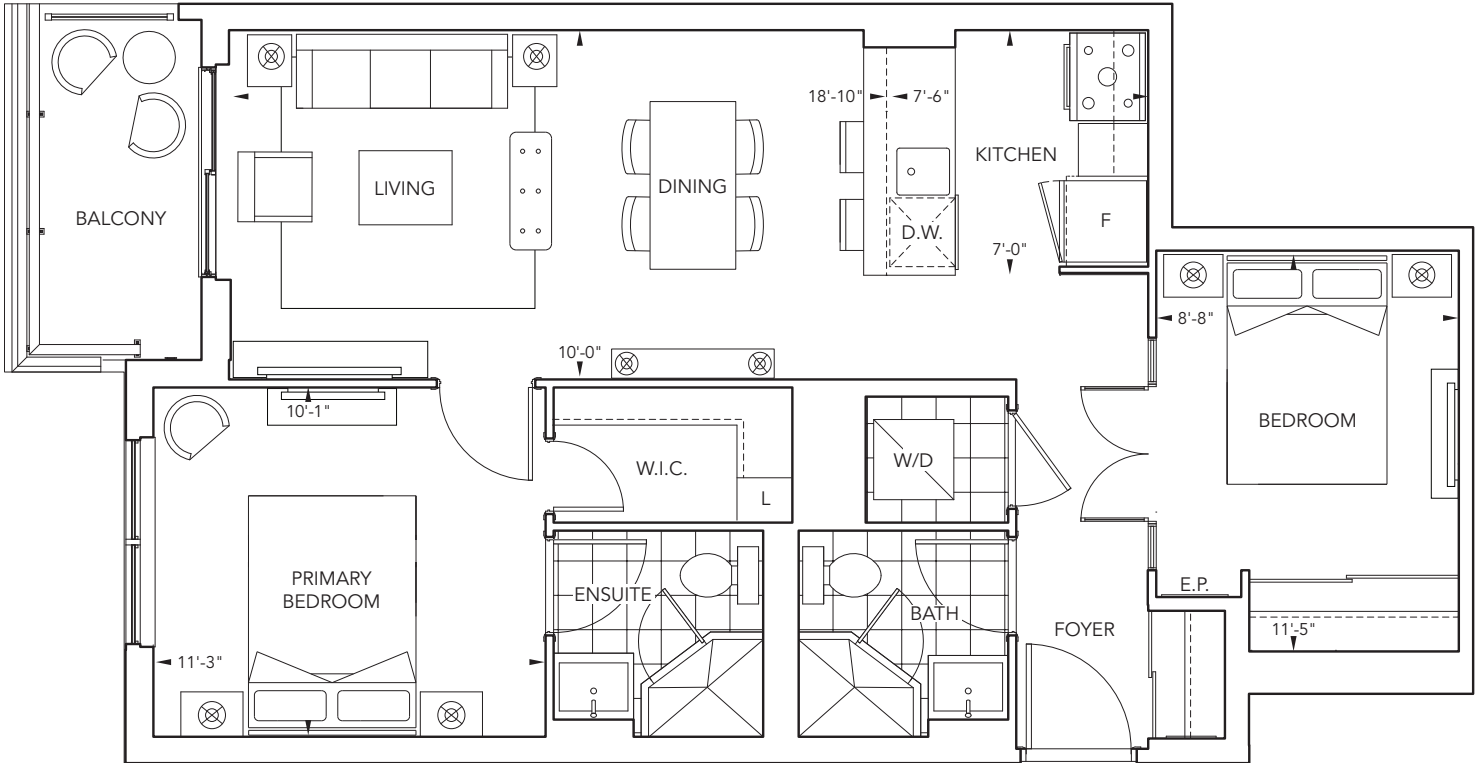 18'-10"
7'-6"
KITCHEN
LIVING
DINING
BALCONY
F
D.W.
7'-0"
8'-8"
10'-0"
10'-1"
BEDROOM
W.I.C.
W/D
L
PRIMARY
BEDROOM
ENSUITE
BATH
E.P.
FOYER
11'-5"
11'-3"